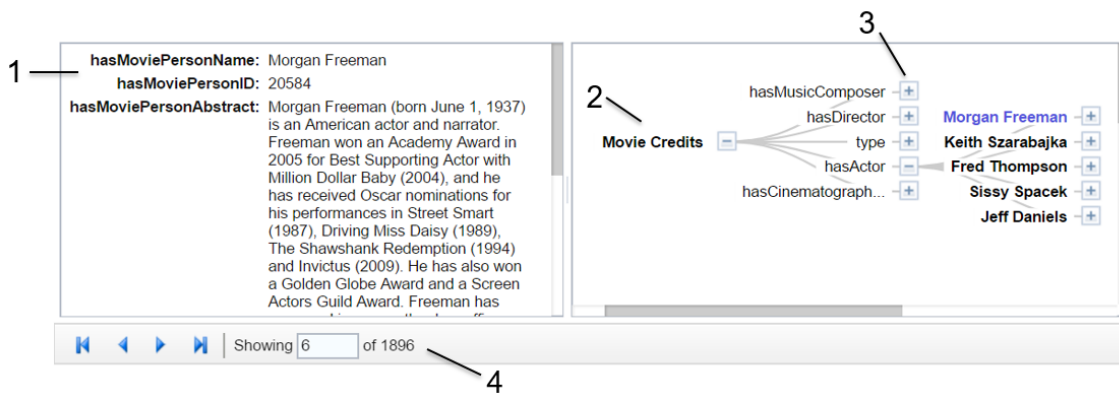 1
hasMoviePersonName: Morgan Freeman
hasMoviePersonID: 20584
hasMoviePersonAbstract: Morgan Freeman (born June 1, 1937)
is an American actor and narrator.
Freeman won an Academy Award in
2005 for Best Supporting Actor with
Million Dollar Baby (2004), and he
has received Oscar nominations for
his performances in Street Smart
(1987), Driving Miss Daisy (1989),
The Shawshank Redemption (1994)
and Invictus (2009). He has also won
a Golden Globe Award and a Screen
Actors Guild Award. Freeman has
2
Movie Credits
3
hasMusicComposer
hasDirector
type
hasActor
hasCinematograph...
Morgan Freeman
Keith Szarabajka
Fred Thompson
Sissy Spacek
Jeff Daniels
Showing 6 of 1896
4